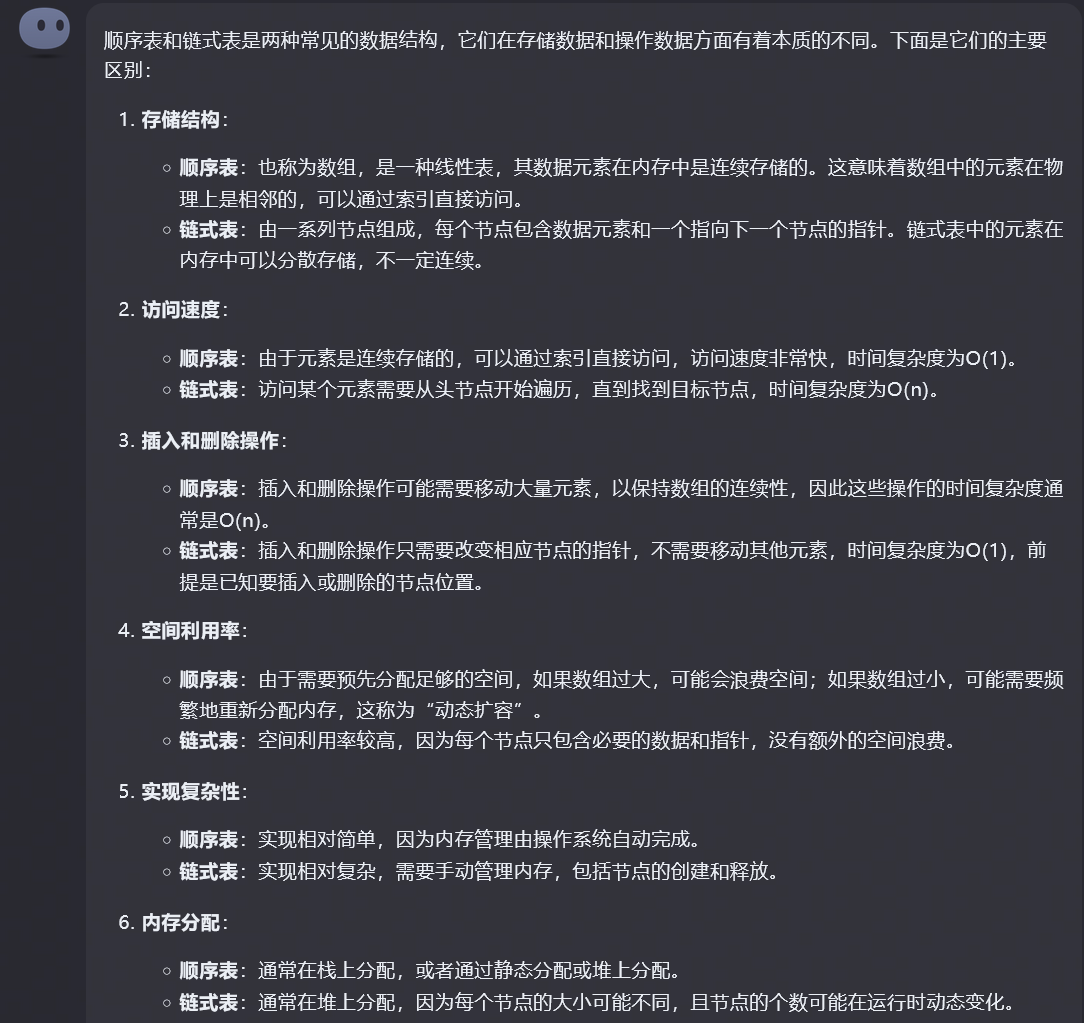 顺序表和链式表是两种常见的数据结构，它们在存储数据和操作数据方面有着本质的不同。下面是它们的主要
区别：
1. 存储结构：
◦ 顺序表：也称为数组，是一种线性表，其数据元素在内存中是连续存储的。这意味着数组中的元素在物
理上是相邻的，可以通过索引直接访问。
◦ 链式表：由一系列节点组成，每个节点包含数据元素和一个指向下一个节点的指针。链式表中的元素在
内存中可以分散存储，不一定连续。
2. 访问速度：
◦ 顺序表：由于元素是连续存储的，可以通过索引直接访问，访问速度非常快，时间复杂度为O(1)。
◦ 链式表：访问某个元素需要从头节点开始遍历，直到找到目标节点，时间复杂度为O(n)。
3. 插入和删除操作：
◦ 顺序表：插入和删除操作可能需要移动大量元素，以保持数组的连续性，因此这些操作的时间复杂度通
常是O(n)。
◦ 链式表：插入和删除操作只需要改变相应节点的指针，不需要移动其他元素，时间复杂度为O(1)，前
提是已知要插入或删除的节点位置。
4. 空间利用率：
◦ 顺序表：由于需要预先分配足够的空间，如果数组过大，可能会浪费空间；如果数组过小，可能需要频
繁地重新分配内存，这称为“动态扩容”。
◦ 链式表：空间利用率较高，因为每个节点只包含必要的数据和指针，没有额外的空间浪费。
5. 实现复杂性：
◦ 顺序表：实现相对简单，因为内存管理由操作系统自动完成。
◦ 链式表：实现相对复杂，需要手动管理内存，包括节点的创建和释放。
6. 内存分配：
◦ 顺序表：通常在栈上分配，或者通过静态分配或堆上分配。
◦ 链式表：通常在堆上分配，因为每个节点的大小可能不同，且节点的个数可能在运行时动态变化。